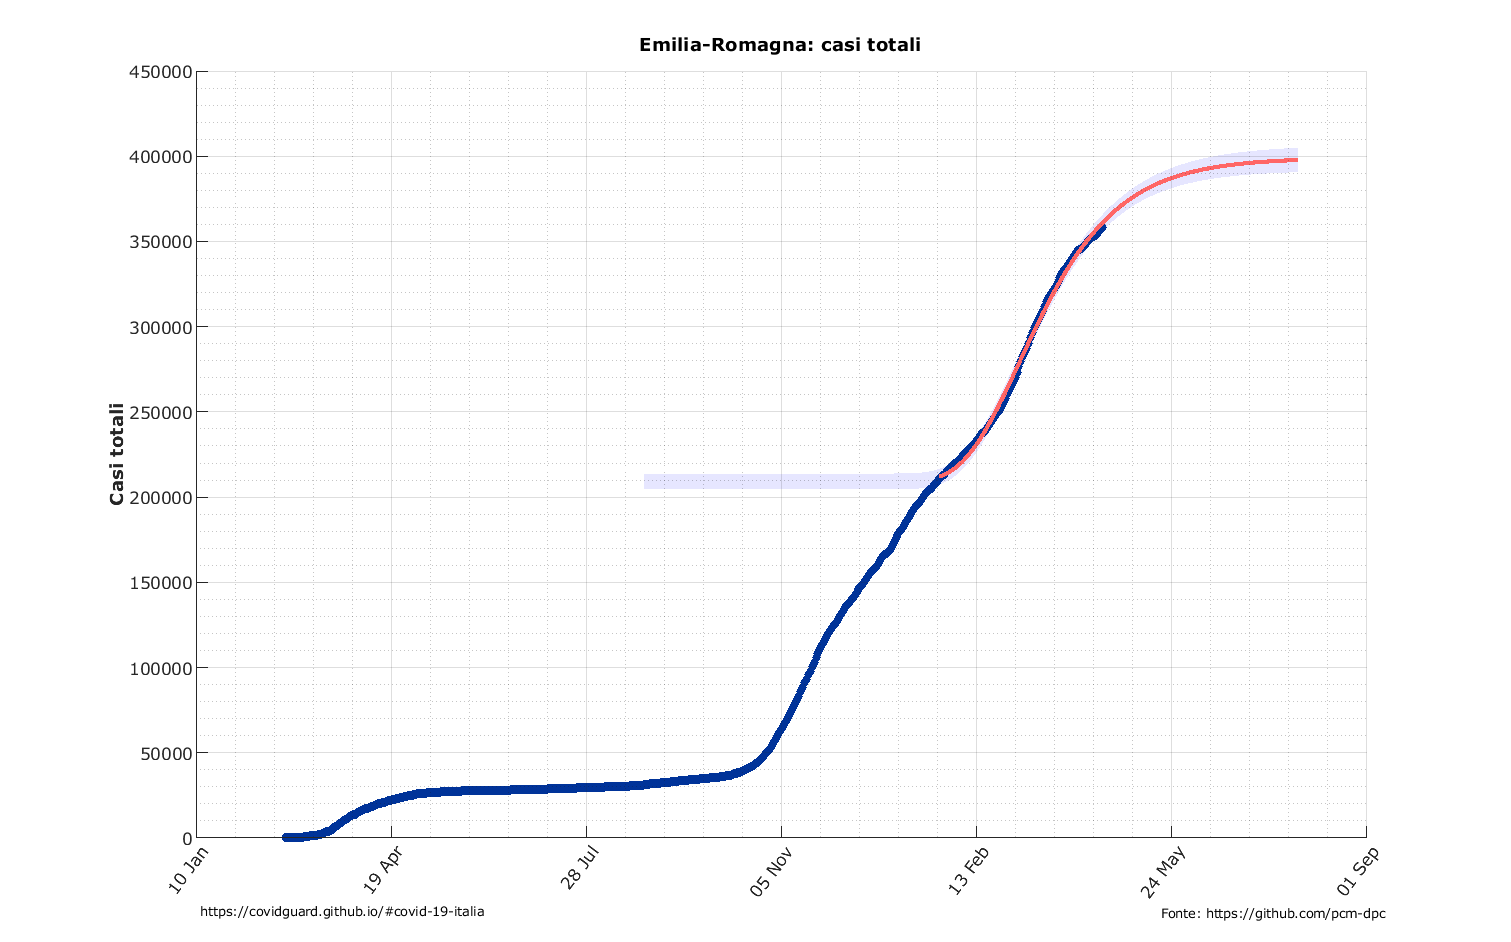 Emilia-Romagna: casi totali
450000
400000
350000
300000
250000
200000
150000
100000
50000
0
Casi totali
10 Jan
19 Apr
28 Jul
05 Nov
13 Feb
24 May
01 Sep
https://covidguard.github.io/#covid-19-italia
Fonte: https://github.com/pcm-dpc